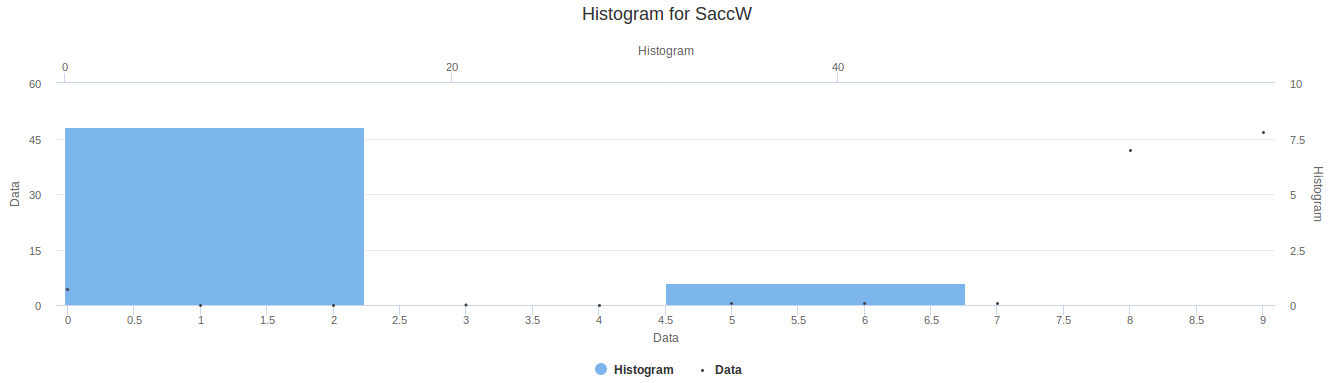 Histogram for SaccW
Histogram
0 20 40
60 10
45 7.5
Data
Histogram
30 5
15 2.5
0 0
0 0.5 1 1.5 2 2.5 3 3.5 4 4.5 5 5.5 6 6.5 7 7.5 8 8.5 9
Data
Histogram Data